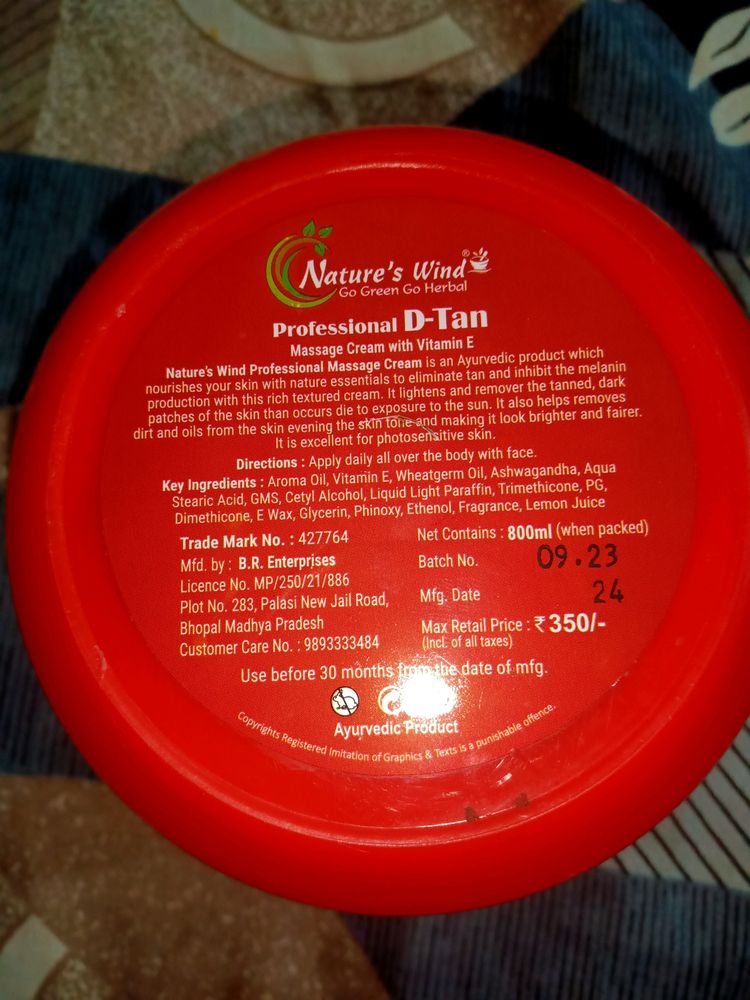 Nature's Wind®
Go Green Go Herbal
Professional D-Tan
Massage Cream with Vitamin E
Nature's Wind Professional Massage Cream is an Ayurvedic product which
nourishes your skin with nature essentials to eliminate tan and inhibit the melanin
production with this rich textured cream. It lightens and remover the tanned, dark
patches of the skin than occurs die to exposure to the sun. It also helps removes
dirt and oils from the skin evening the skin tone and making it look brighter and fairer.
It is excellent for photosensitive skin.
Directions : Apply daily all over the body with face.
Key Ingredients : Aroma Oil, Vitamin E, Wheatgerm Oil, Ashwagandha, Aqua
Stearic Acid, GMS, Cetyl Alcohol, Liquid Light Paraffin, Trimethicone, PG,
Dimethicone, E Wax, Glycerin, Phinoxy, Ethenol, Fragrance, Lemon Juice
Trade Mark No. : 427764
Mfd. by : B.R. Enterprises
Licence No. MP/250/21/886
Plot No. 283, Palasi New Jail Road,
Bhopal Madhya Pradesh
Customer Care No. : 9893333484
Net Contains : 800ml (when packed)
Batch No. 09.23
Mfg. Date 24
Max Retail Price : ₹ 350/-
(Incl. of all taxes)
Use before 30 months from the date of mfg.
Ayurvedic Product
Copyrights Registered Imitation of Graphics & Texts is a punishable offence.